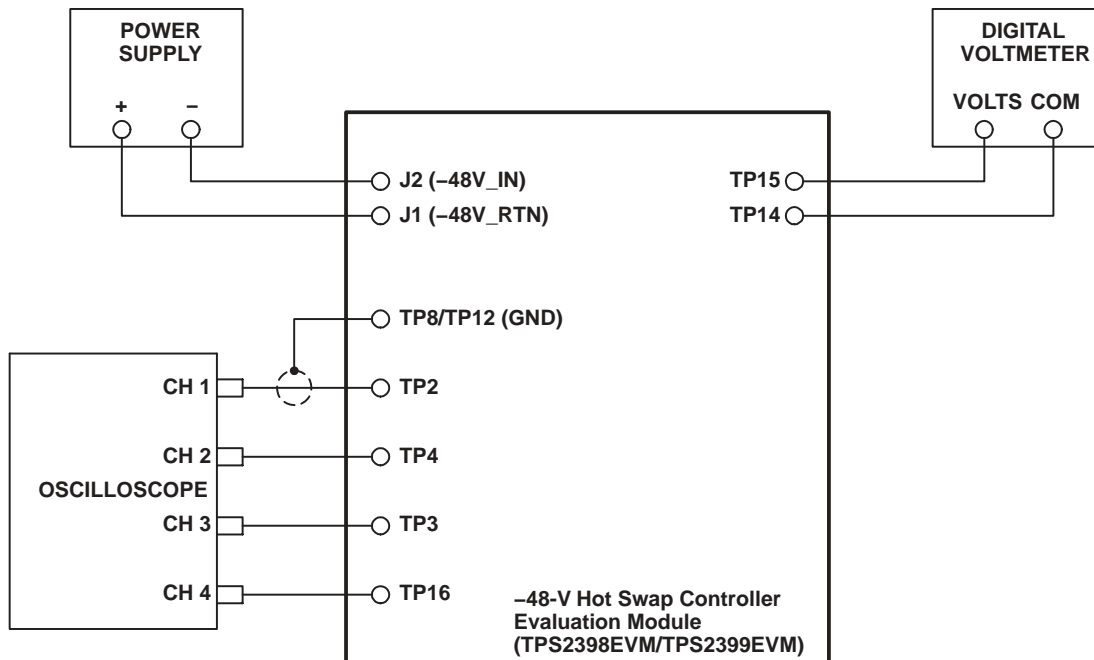 POWER
SUPPLY
+ −
DIGITAL
VOLTMETER
VOLTS COM
J2 (−48V_IN)
J1 (−48V_RTN)
TP15
TP14
TP8/TP12 (GND)
CH 1
TP2
CH 2
TP4
OSCILLOSCOPE
CH 3
TP3
CH 4
TP16
−48-V Hot Swap Controller
Evaluation Module
(TPS2398EVM/TPS2399EVM)